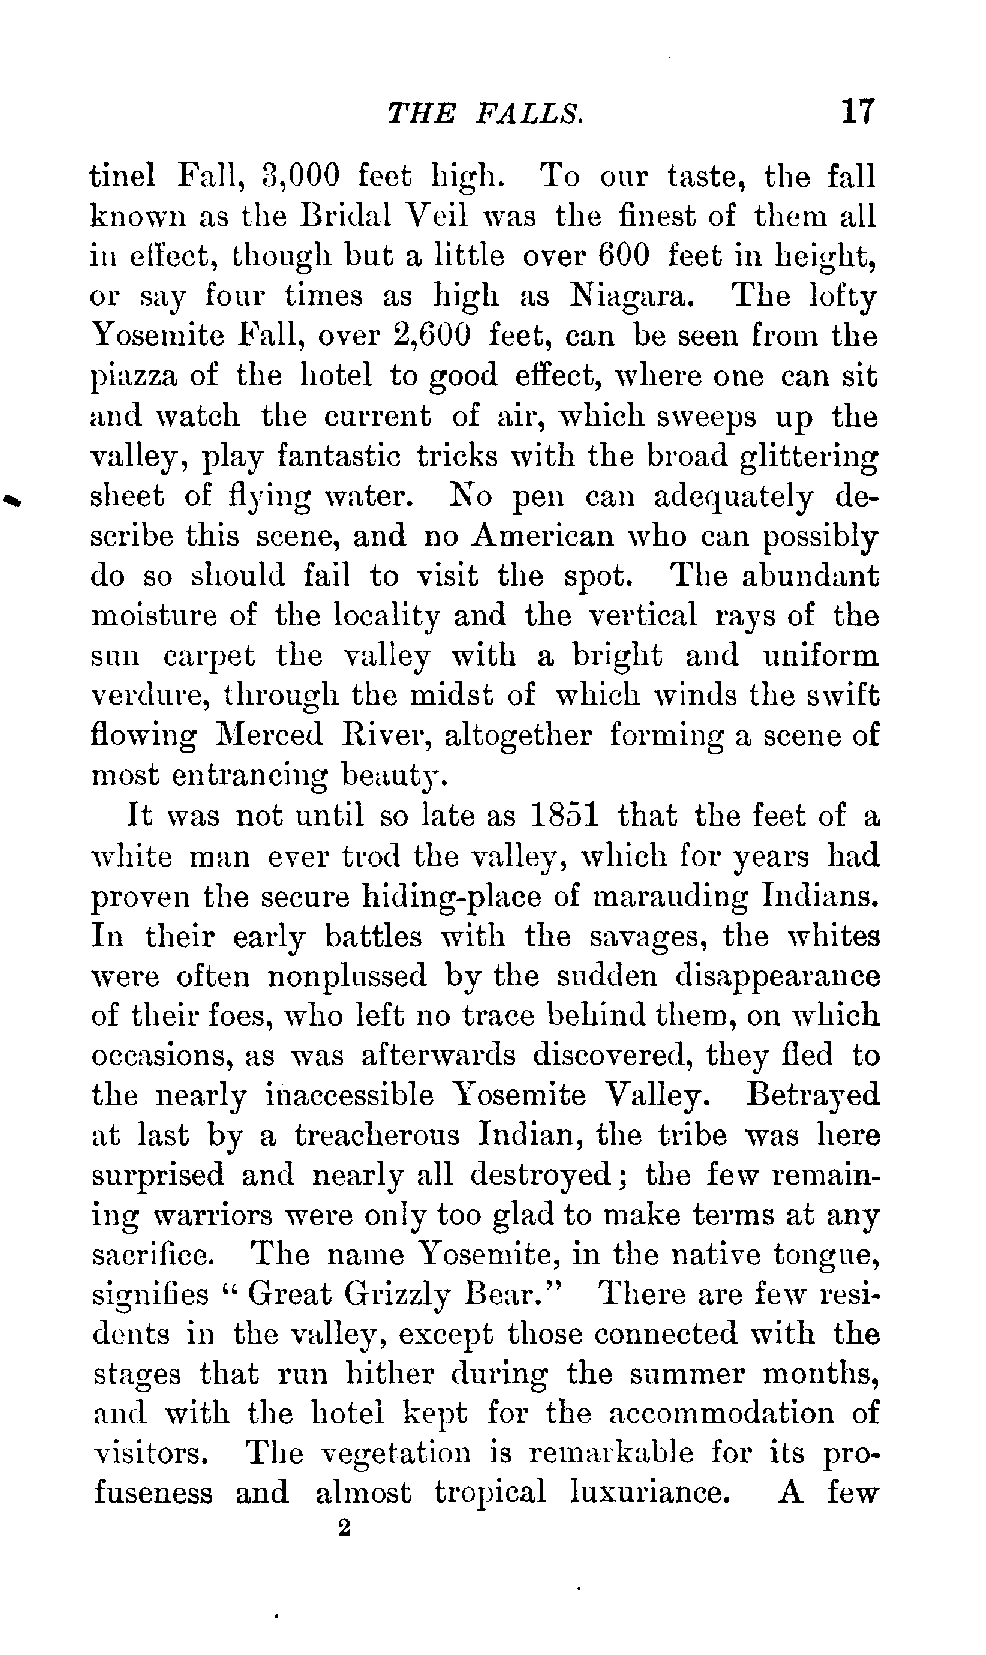 THE FALLS. 17
tinel Fall, 3,000 feet high. To our taste, the fall
known as the Bridal Veil was the finest of them all
in effect, though but a little over 600 feet in height,
or say four times as high as Niagara. The lofty
Yosemite Fall, over 2,600 feet, can be seen from the
piazza of the hotel to good effect, where one can sit
and watch the current of air, which sweeps up the
valley, play fantastic tricks with the broad glittering
sheet of flying water. No pen can adequately de-
scribe this scene, and no American who can possibly
do so should fail to visit the spot. The abundant
moisture of the locality and the vertical rays of the
sun carpet the valley with a bright and uniform
verdure, through the midst of which winds the swift
flowing Merced River, altogether forming a scene of
most entrancing beauty.
It was not until so late as 1851 that the feet of a
white man ever trod the valley, which for years had
proven the secure hiding-place of marauding Indians.
In their early battles with the savages, the whites
were often nonplussed by the sudden disappearance
of their foes, who left no trace behind them, on which
occasions, as was afterwards discovered, they fled to
the nearly inaccessible Yosemite Valley. Betrayed
at last by a treacherous Indian, the tribe was here
surprised and nearly all destroyed; the few remain-
ing warriors were only too glad to make terms at any
sacrifice. The name Yosemite, in the native tongue,
signifies “ Great Grizzly Bear.” There are few resi-
dents in the valley, except those connected with the
stages that run hither during the summer months,
and with the hotel kept for the accommodation of
visitors. The vegetation is remarkable for its pro-
fuseness and almost tropical luxuriance. A few
2